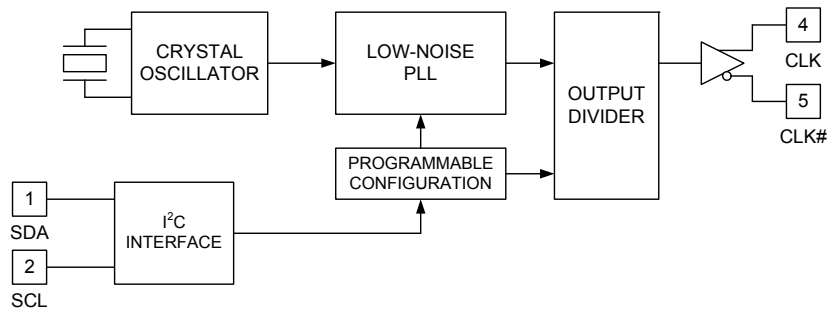 CRYSTAL
OSCILLATOR
LOW-NOISE
PLL
OUTPUT
DIVIDER
4
CLK
5
CLK#
PROGRAMMABLE
CONFIGURATION
1
SDA
2
SCL
I²C
INTERFACE